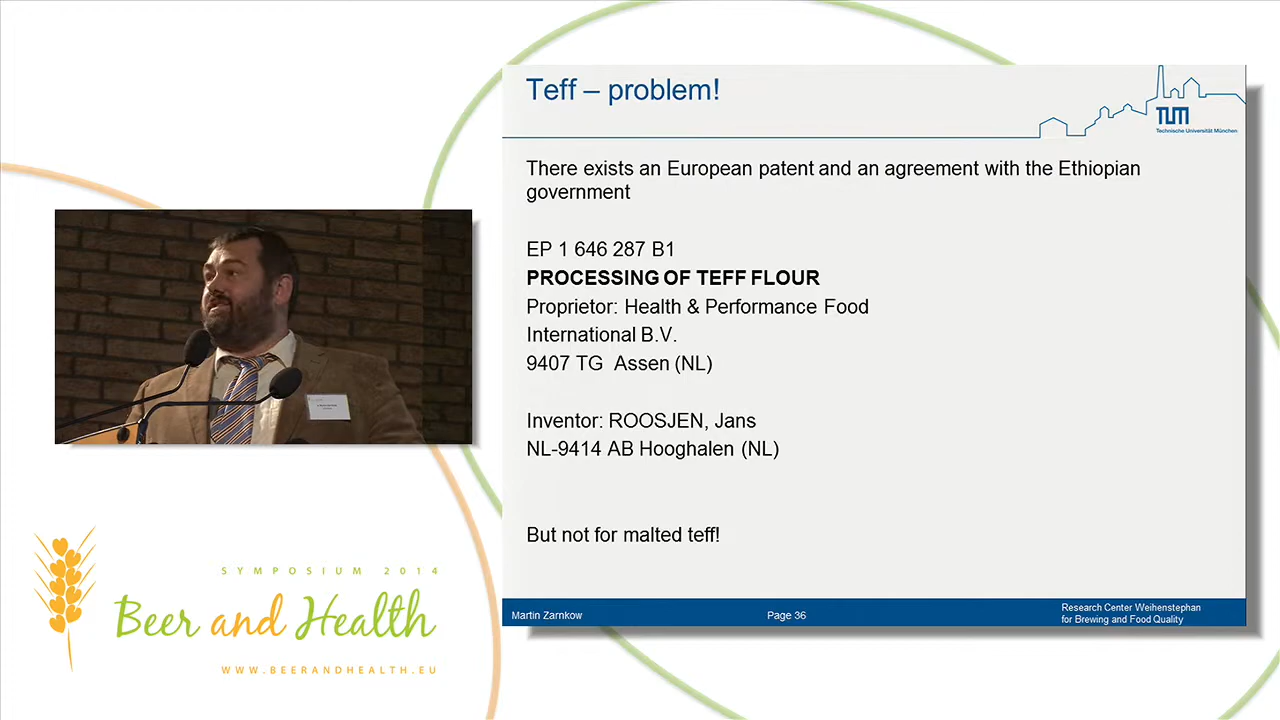 Teff – problem!
TUM
Technische Universität München
There exists an European patent and an agreement with the Ethiopian
government
EP 1 646 287 B1
PROCESSING OF TEFF FLOUR
Proprietor: Health & Performance Food
International B.V.
9407 TG Assen (NL)
Inventor: ROOSJEN, Jans
NL-9414 AB Hooghalen (NL)
But not for malted teff!
Martin Zarnkow
Page 36
Research Center Weihenstephan
for Brewing and Food Quality
SYMPOSIUM 2014
Beer and Health
WWW.BEERANDHEALTH.EU